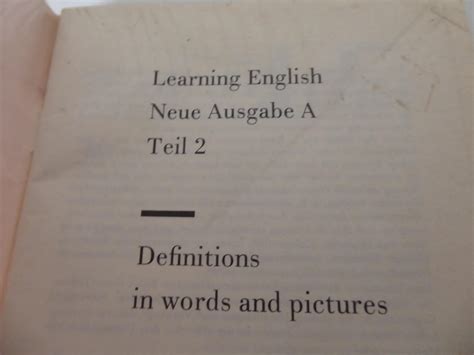 Learning English
Neue Ausgabe A
Teil 2
Definitions
in words and pictures